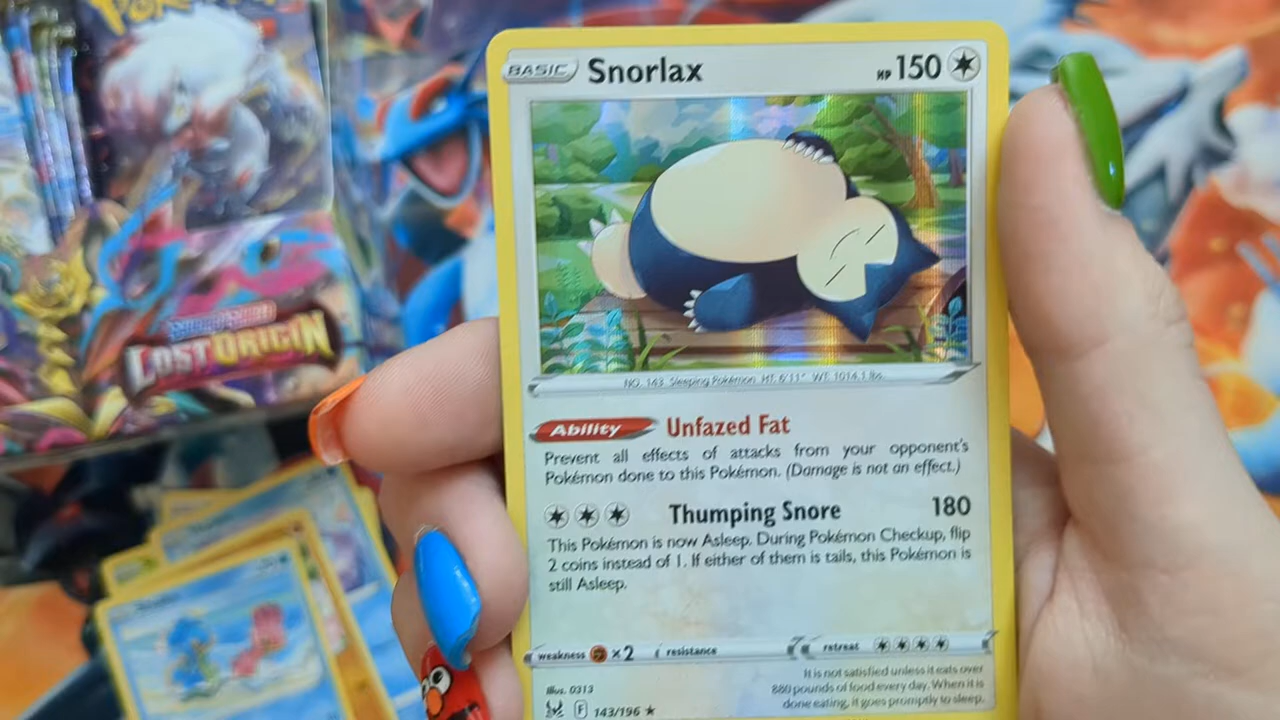 POKÉMON
LOST ORIGIN
BASIC Snorlax HP 150
NO. 143 Sleeping Pokémon HT: 6'11" WT: 1014.1 lbs.
Ability Unfazed Fat
Prevent all effects of attacks from your opponent's
Pokémon done to this Pokémon. (Damage is not an effect.)
Thumping Snore 180
This Pokémon is now Asleep. During Pokémon Checkup, flip
2 coins instead of 1. If either of them is tails, this Pokémon is
still Asleep.
weakness ×2 resistance retreat
Illus. 0313
F 143/196 ★
It is not satisfied unless it eats over
880 pounds of food every day. When it is
done eating, it goes promptly to sleep.